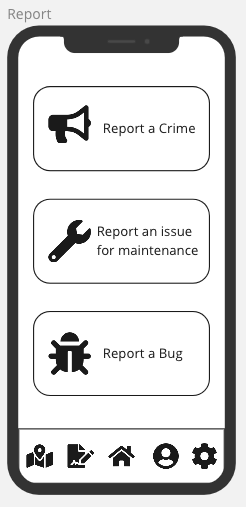 Report
Report a Crime
Report an issue
for maintenance
Report a Bug